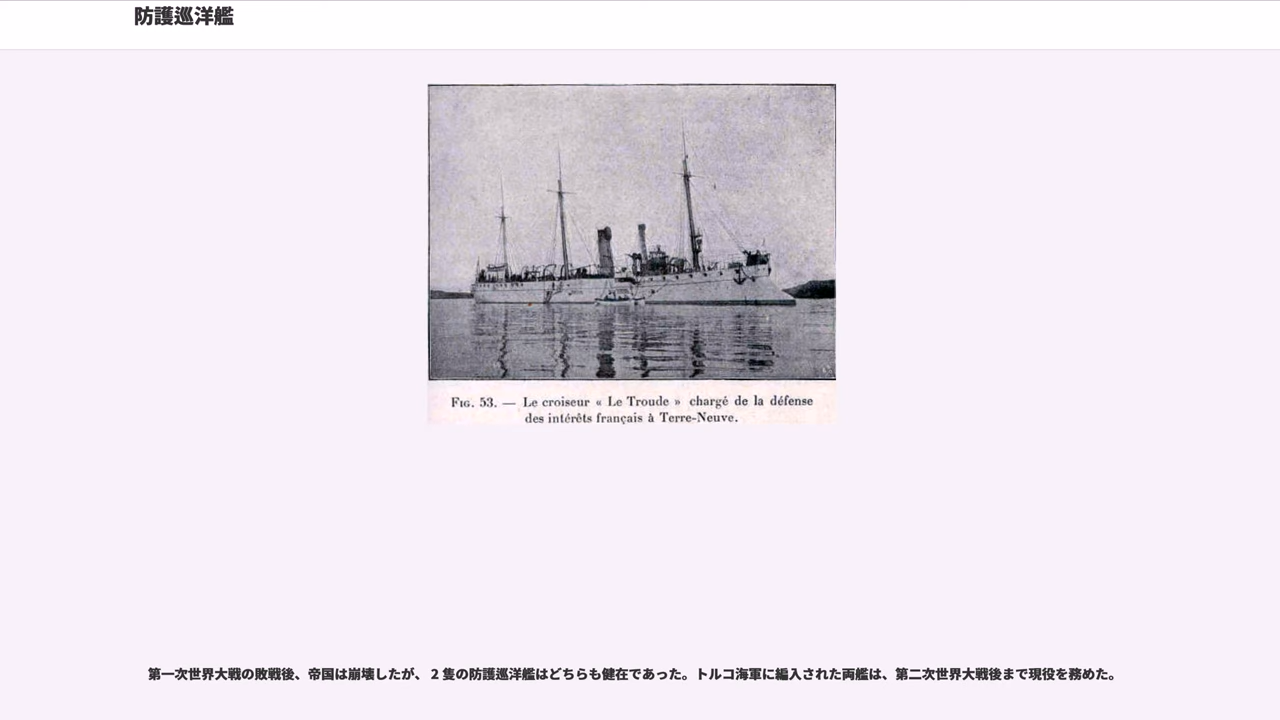 防護巡洋艦
Fig. 53. — Le croiseur « Le Troude » chargé de la défense
des intérêts français à Terre-Neuve.
第一次世界大戦の敗戦後、帝国は崩壊したが、２隻の防護巡洋艦はどちらも健在であった。トルコ海軍に編入された両艦は、第二次世界大戦後まで現役を務めた。